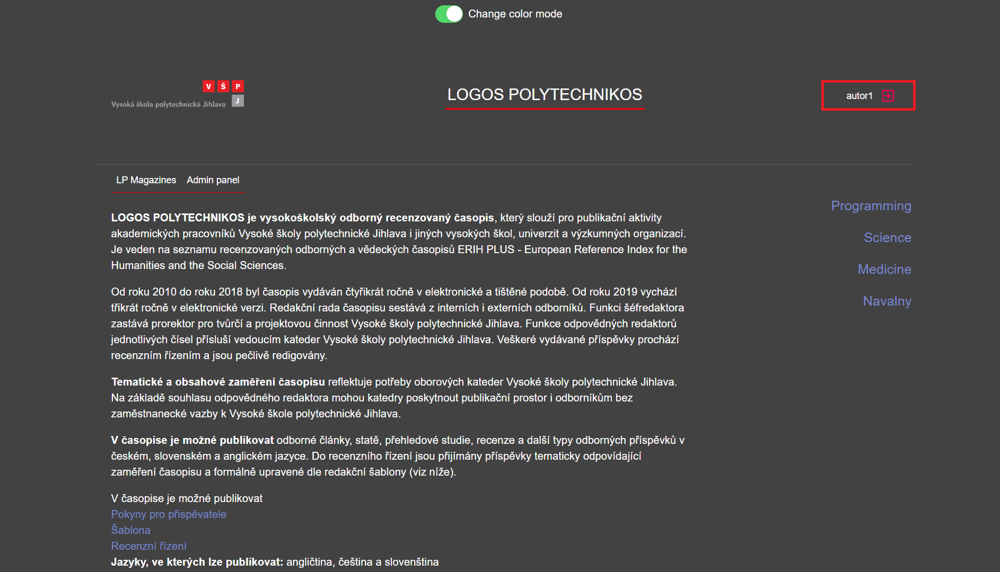 Change color mode
V Š P
J
Vysoká škola polytechnická Jihlava
LOGOS POLYTECHNIKOS
autor1
LP Magazines Admin panel
Programming
Science
Medicine
Navalny
LOGOS POLYTECHNIKOS je vysokoškolský odborný recenzovaný časopis, který slouží pro publikační aktivity
akademických pracovníků Vysoké školy polytechnické Jihlava i jiných vysokých škol, univerzit a výzkumných organizací.
Je veden na seznamu recenzovaných odborných a vědeckých časopisů ERIH PLUS - European Reference Index for the
Humanities and the Social Sciences.
Od roku 2010 do roku 2018 byl časopis vydáván čtyřikrát ročně v elektronické a tištěné podobě. Od roku 2019 vychází
třikrát ročně v elektronické verzi. Redakční rada časopisu sestává z interních i externích odborníků. Funkci šéfredaktora
zastává prorektor pro tvůrčí a projektovou činnost Vysoké školy polytechnické Jihlava. Funkce odpovědných redaktorů
jednotlivých čísel přísluší vedoucím kateder Vysoké školy polytechnické Jihlava. Veškeré vydávané příspěvky prochází
recenzním řízením a jsou pečlivě redigovány.
Tematické a obsahové zaměření časopisu reflektuje potřeby oborových kateder Vysoké školy polytechnické Jihlava.
Na základě souhlasu odpovědného redaktora mohou katedry poskytnout publikační prostor i odborníkům bez
zaměstnanecké vazby k Vysoké škole polytechnické Jihlava.
V časopise je možné publikovat odborné články, statě, přehledové studie, recenze a další typy odborných příspěvků v
českém, slovenském a anglickém jazyce. Do recenzního řízení jsou přijímány příspěvky tematicky odpovídající
zaměření časopisu a formálně upravené dle redakční šablony (viz níže).
V časopise je možné publikovat
Pokyny pro přispěvatele
Šablona
Recenzní řízení
Jazyky, ve kterých lze publikovat: angličtina, čeština a slovenština